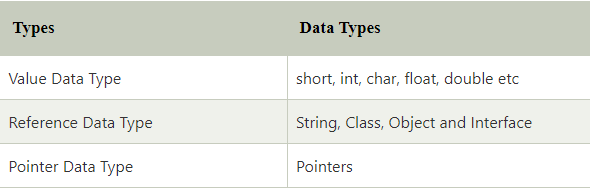 Types Data Types
Value Data Type short, int, char, float, double etc
Reference Data Type String, Class, Object and Interface
Pointer Data Type Pointers